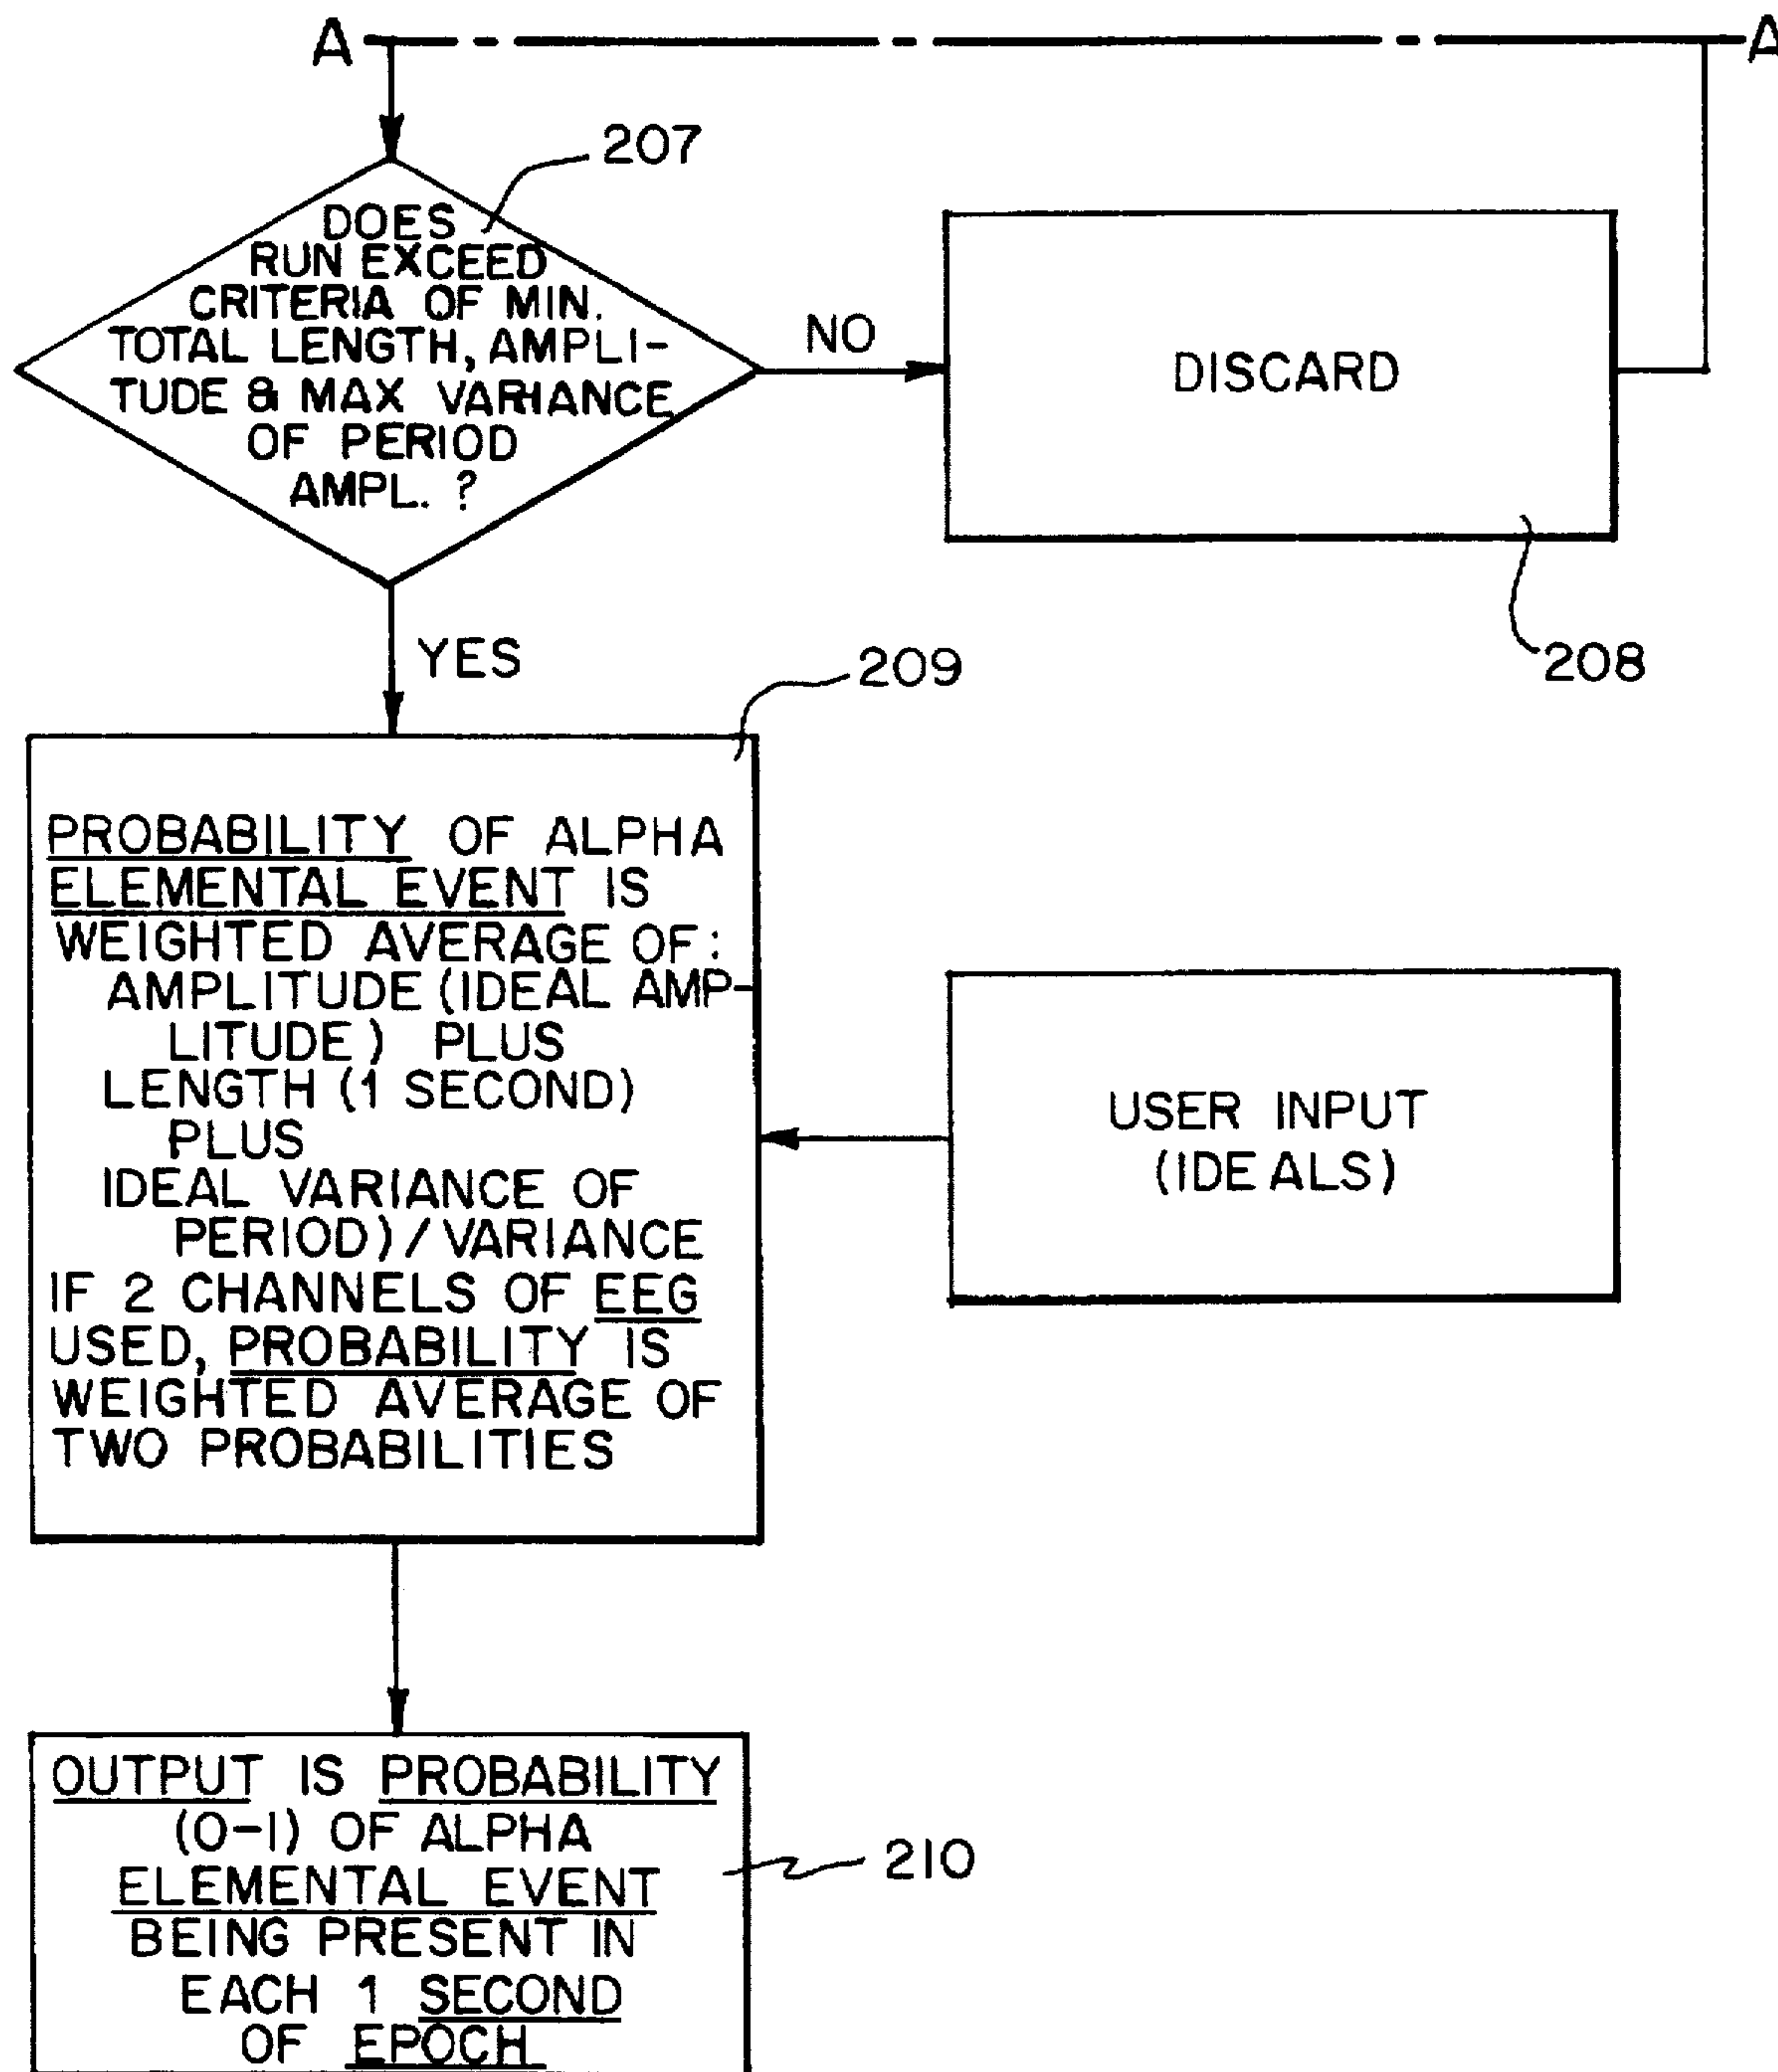 A A
207
DOES
RUN EXCEED
CRITERIA OF MIN.
TOTAL LENGTH, AMPLI-
TUDE & MAX VARIANCE
OF PERIOD
AMPL. ?
NO
DISCARD
208
YES
209
PROBABILITY OF ALPHA
ELEMENTAL EVENT IS
WEIGHTED AVERAGE OF:
AMPLITUDE (IDEAL AMP-
LITUDE) PLUS
LENGTH (1 SECOND)
PLUS
IDEAL VARIANCE OF
PERIOD)/VARIANCE
IF 2 CHANNELS OF EEG
USED, PROBABILITY IS
WEIGHTED AVERAGE OF
TWO PROBABILITIES
USER INPUT
(IDEALS)
OUTPUT IS PROBABILITY
(0-1) OF ALPHA
ELEMENTAL EVENT
BEING PRESENT IN
EACH 1 SECOND
OF EPOCH
210